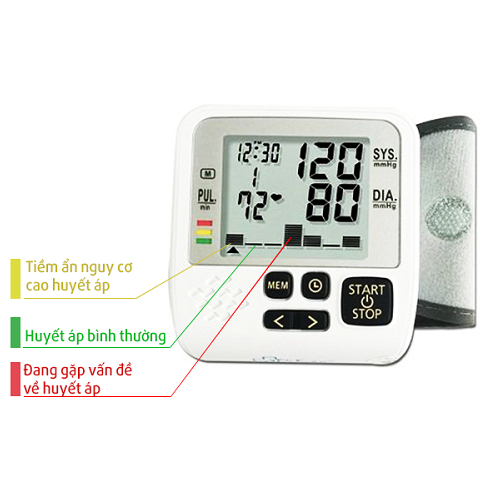 12:30
120
SYS.
mmHg
M
1
PUL.
min
72
80
DIA.
mmHg
Tiềm ẩn nguy cơ
cao huyết áp
MEM
START
STOP
Huyết áp bình thường
< >
Đang gặp vấn đề
về huyết áp